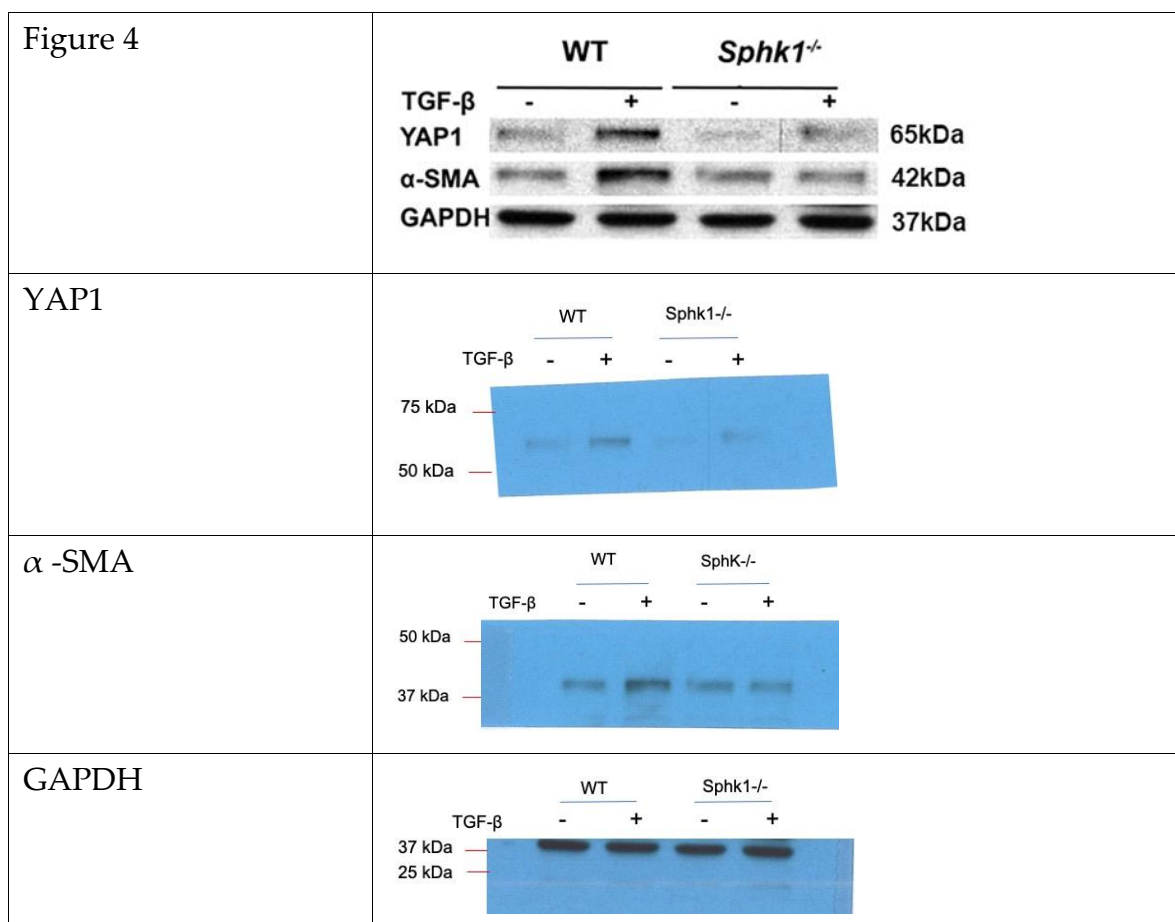 Figure 4
WT Sphk1-/-
TGF-β - + - +
YAP1 65kDa
α-SMA 42kDa
GAPDH 37kDa
YAP1
WT Sphk1-/-
TGF-β - + - +
75 kDa
50 kDa
α -SMA
WT SphK-/-
TGF-β - + - +
50 kDa
37 kDa
GAPDH
WT Sphk1-/-
TGF-β - + - +
37 kDa
25 kDa